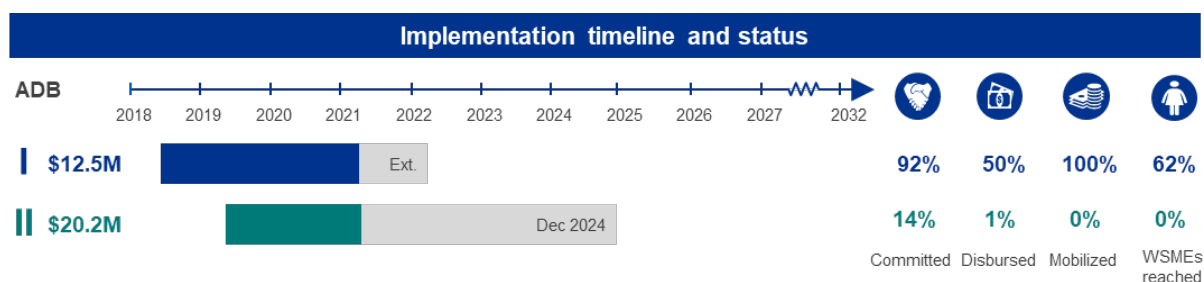 Implementation timeline and status
ADB
2018 2019 2020 2021 2022 2023 2024 2025 2026 2027 2032
I $12.5M Ext. 92% 50% 100% 62%
II $20.2M Dec 2024 14% 1% 0% 0%
Committed Disbursed Mobilized WSMEs
reached